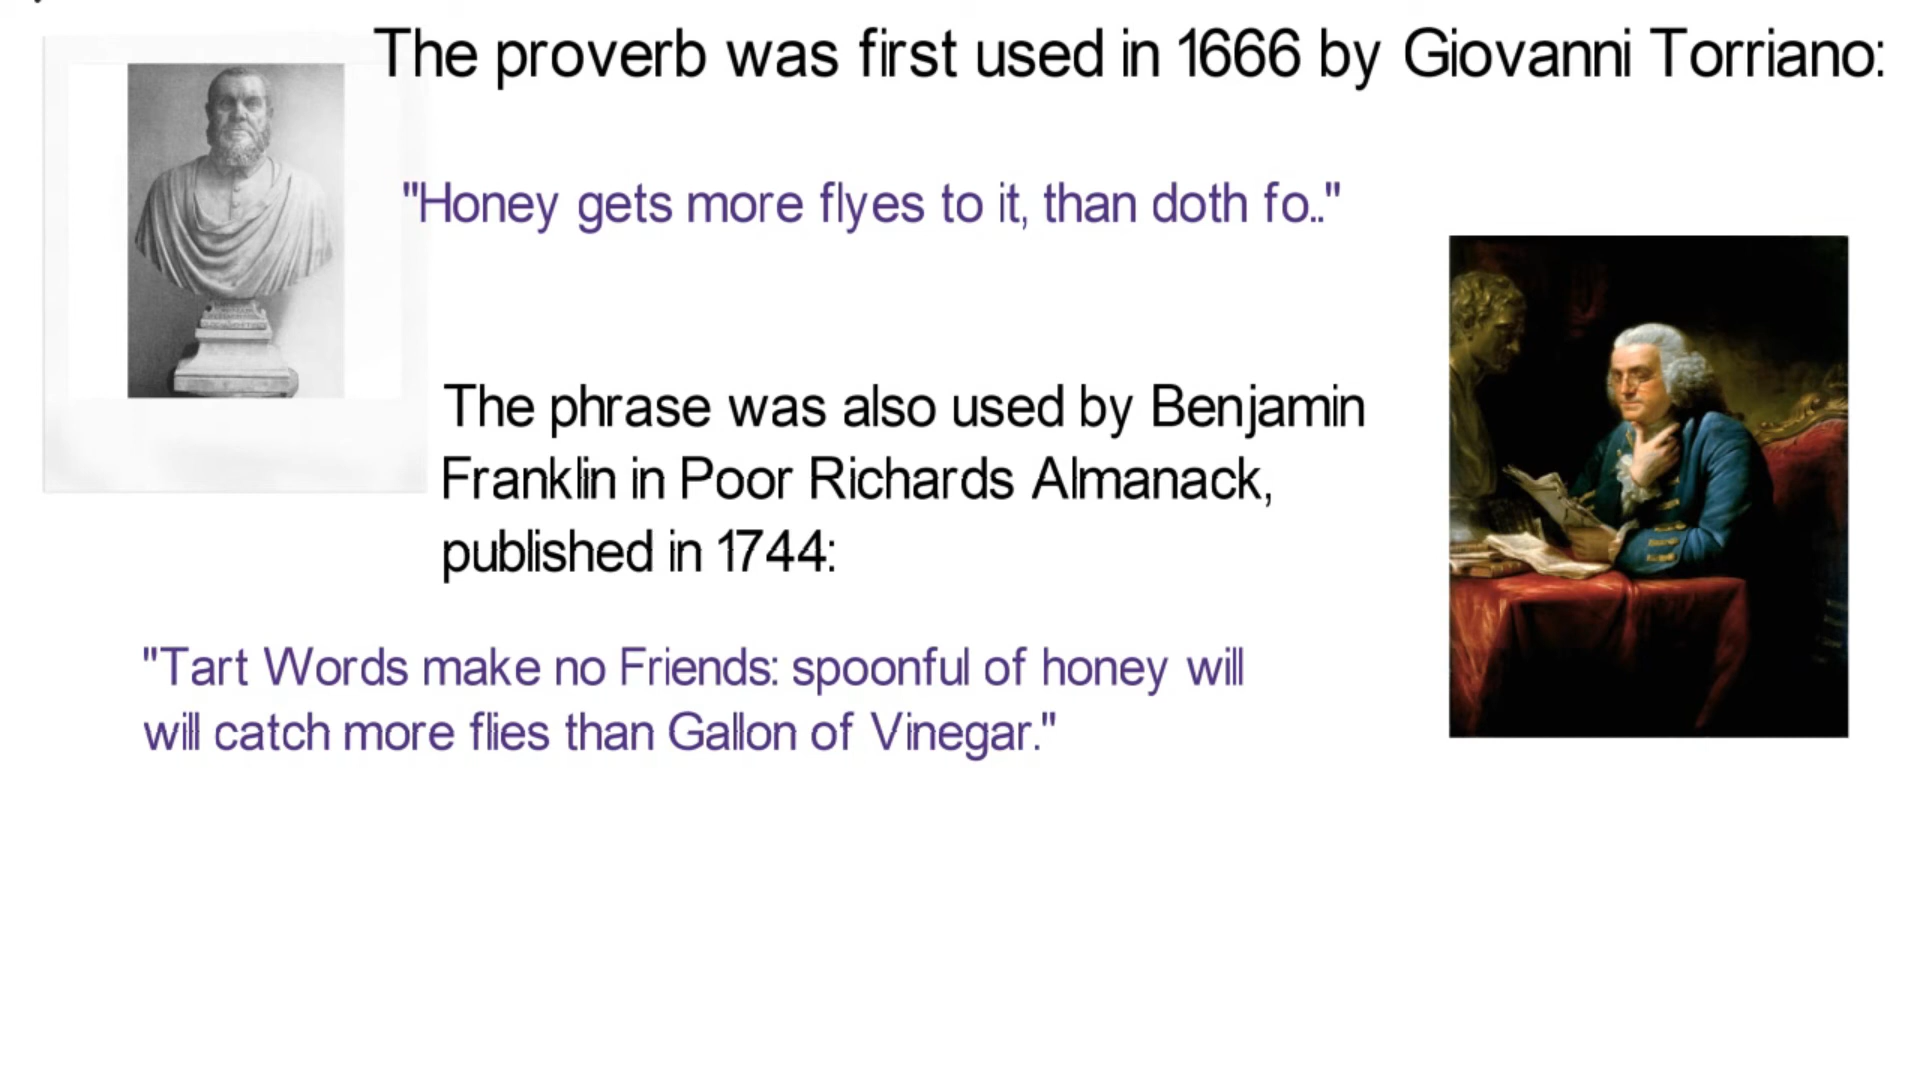 The proverb was first used in 1666 by Giovanni Torriano:
"Honey gets more flyes to it, than doth fo.."
The phrase was also used by Benjamin
Franklin in Poor Richards Almanack,
published in 1744:
"Tart Words make no Friends: spoonful of honey will
will catch more flies than Gallon of Vinegar."